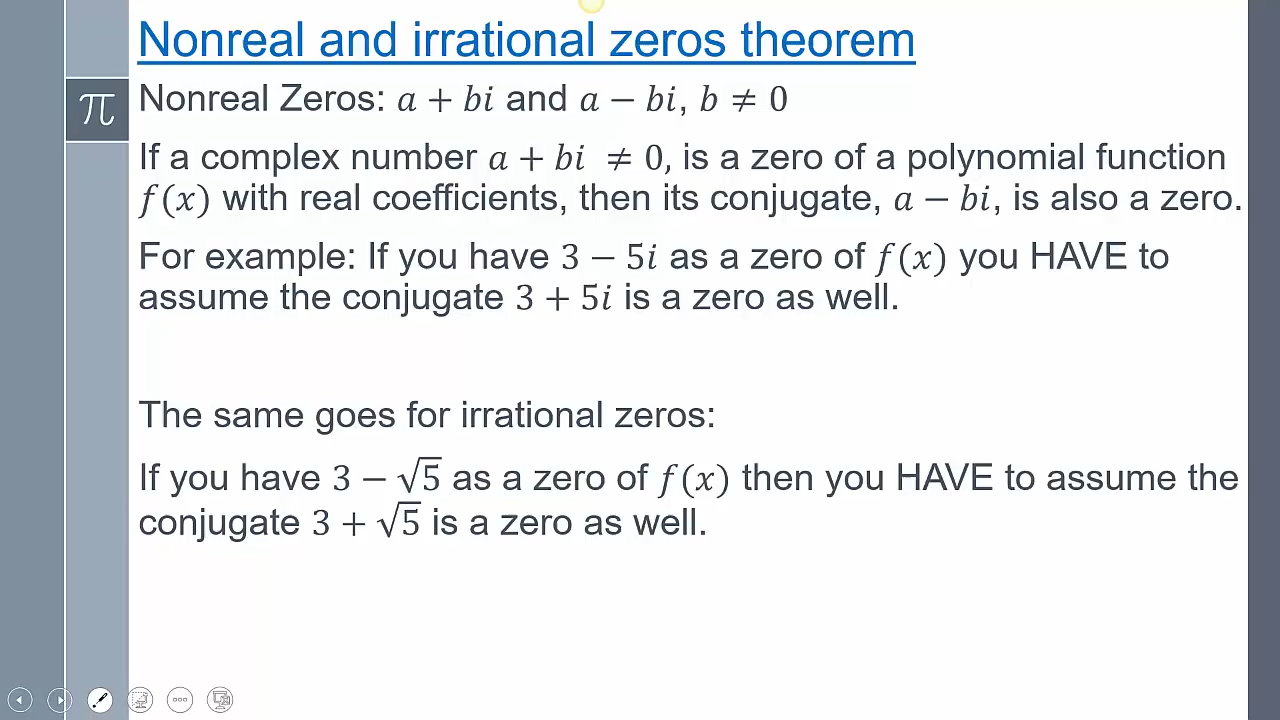 Nonreal and irrational zeros theorem
π
Nonreal Zeros: a + bi and a − bi, b ≠ 0
If a complex number a + bi ≠ 0, is a zero of a polynomial function
f(x) with real coefficients, then its conjugate, a − bi, is also a zero.
For example: If you have 3 − 5i as a zero of f(x) you HAVE to
assume the conjugate 3 + 5i is a zero as well.
The same goes for irrational zeros:
If you have 3 − √5 as a zero of f(x) then you HAVE to assume the
conjugate 3 + √5 is a zero as well.